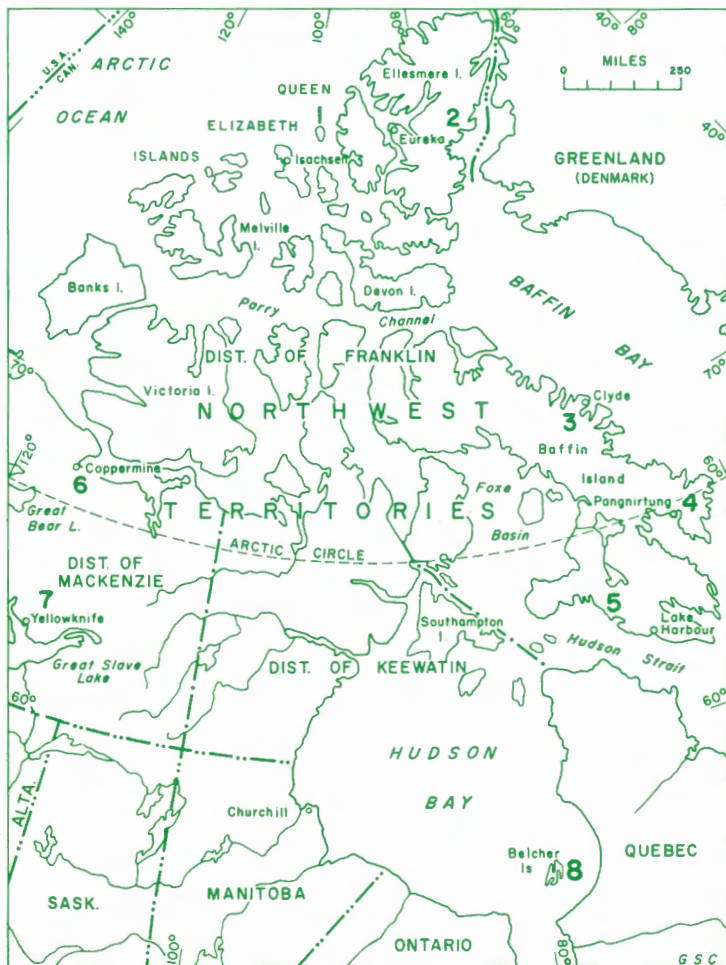 140°
120°
100°
80°
60°
40°
80°
U.S.A.
CAN.
ARCTIC
OCEAN
QUEEN
ELIZABETH
ISLANDS
Ellesmere I.
2
Eureka
Isachsen
MILES
0
250
40°
GREENLAND
(DENMARK)
Melville
I.
Banks I.
Devon I.
Parry
Channel
BAFFIN
BAY
DIST. OF FRANKLIN
70°
70°
Victoria I.
NORTHWEST
Clyde
3
Baffin
Island
120°
Coppermine
6
Foxe
Basin
Pangnirtung
60°
4
Great
Bear L.
TERRITORIES
ARCTIC CIRCLE
DIST. OF
MACKENZIE
7
Yellowknife
5
Southampton
I.
Lake
Harbour
Great Slave
Lake
DIST. OF KEEWATIN
Hudson Strait
60°
HUDSON
BAY
ALTA.
Churchill
Belcher
Is
8
QUEBEC
SASK.
MANITOBA
ONTARIO
100°
80°
GSC